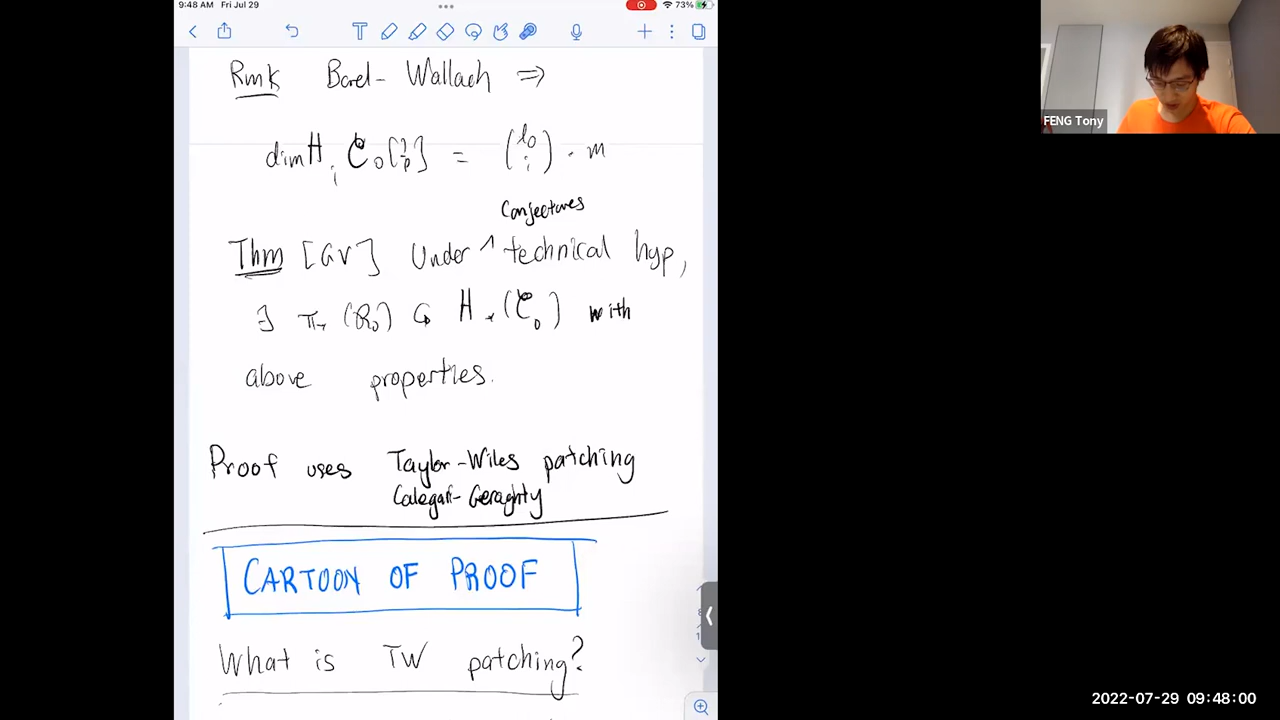 9:48 AM Fri Jul 29
73%
Rmk Borel-Wallach ⇒
dim H_i 𝒞_0[1/p] = (l_0 i) · m
Conjectures
Thm [GV] Under ^ technical hyp,
∃ π_* (R_0) ↻ H_* (𝒞_0) with
above properties.
Proof uses Taylor-Wiles patching
Calegari-Geraghty
CARTOON OF PROOF
What is TW patching?
FENG Tony
2022-07-29 09:48:00